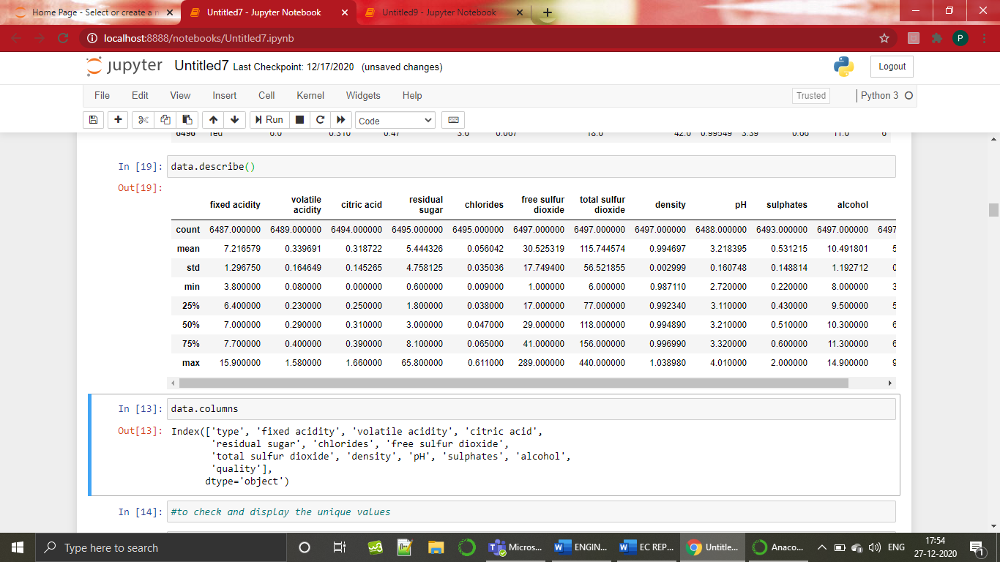 Home Page - Select or create a n
Untitled7 - Jupyter Notebook
Untitled9 - Jupyter Notebook
localhost:8888/notebooks/Untitled7.ipynb
P
jupyter Untitled7 Last Checkpoint: 12/17/2020 (unsaved changes)
Logout
File Edit View Insert Cell Kernel Widgets Help
Trusted
Python 3
Run
Code
6496 red 6.0 0.310 0.47 3.6 0.067 18.0 42.0 0.99549 3.39 0.66 11.0 6
In [19]: data.describe()
Out[19]:
fixed acidity volatile acidity citric acid residual sugar chlorides free sulfur dioxide total sulfur dioxide density pH sulphates alcohol
count 6487.000000 6489.000000 6494.000000 6495.000000 6495.000000 6497.000000 6497.000000 6497.000000 6488.000000 6493.000000 6497.000000 6497
mean 7.216579 0.339691 0.318722 5.444326 0.056042 30.525319 115.744574 0.994697 3.218395 0.531215 10.491801 5
std 1.296750 0.164649 0.145265 4.758125 0.035036 17.749400 56.521855 0.002999 0.160748 0.148814 1.192712 0
min 3.800000 0.080000 0.000000 0.600000 0.009000 1.000000 6.000000 0.987110 2.720000 0.220000 8.000000 3
25% 6.400000 0.230000 0.250000 1.800000 0.038000 17.000000 77.000000 0.992340 3.110000 0.430000 9.500000 5
50% 7.000000 0.290000 0.310000 3.000000 0.047000 29.000000 118.000000 0.994890 3.210000 0.510000 10.300000 6
75% 7.700000 0.400000 0.390000 8.100000 0.065000 41.000000 156.000000 0.996990 3.320000 0.600000 11.300000 6
max 15.900000 1.580000 1.660000 65.800000 0.611000 289.000000 440.000000 1.038980 4.010000 2.000000 14.900000 9
In [13]: data.columns
Out[13]: Index(['type', 'fixed acidity', 'volatile acidity', 'citric acid',
'residual sugar', 'chlorides', 'free sulfur dioxide',
'total sulfur dioxide', 'density', 'pH', 'sulphates', 'alcohol',
'quality'],
dtype='object')
In [14]: #to check and display the unique values
Type here to search
Micros...
ENGIN...
EC REP...
Untitle...
Anaco...
ENG
17:54
27-12-2020
1